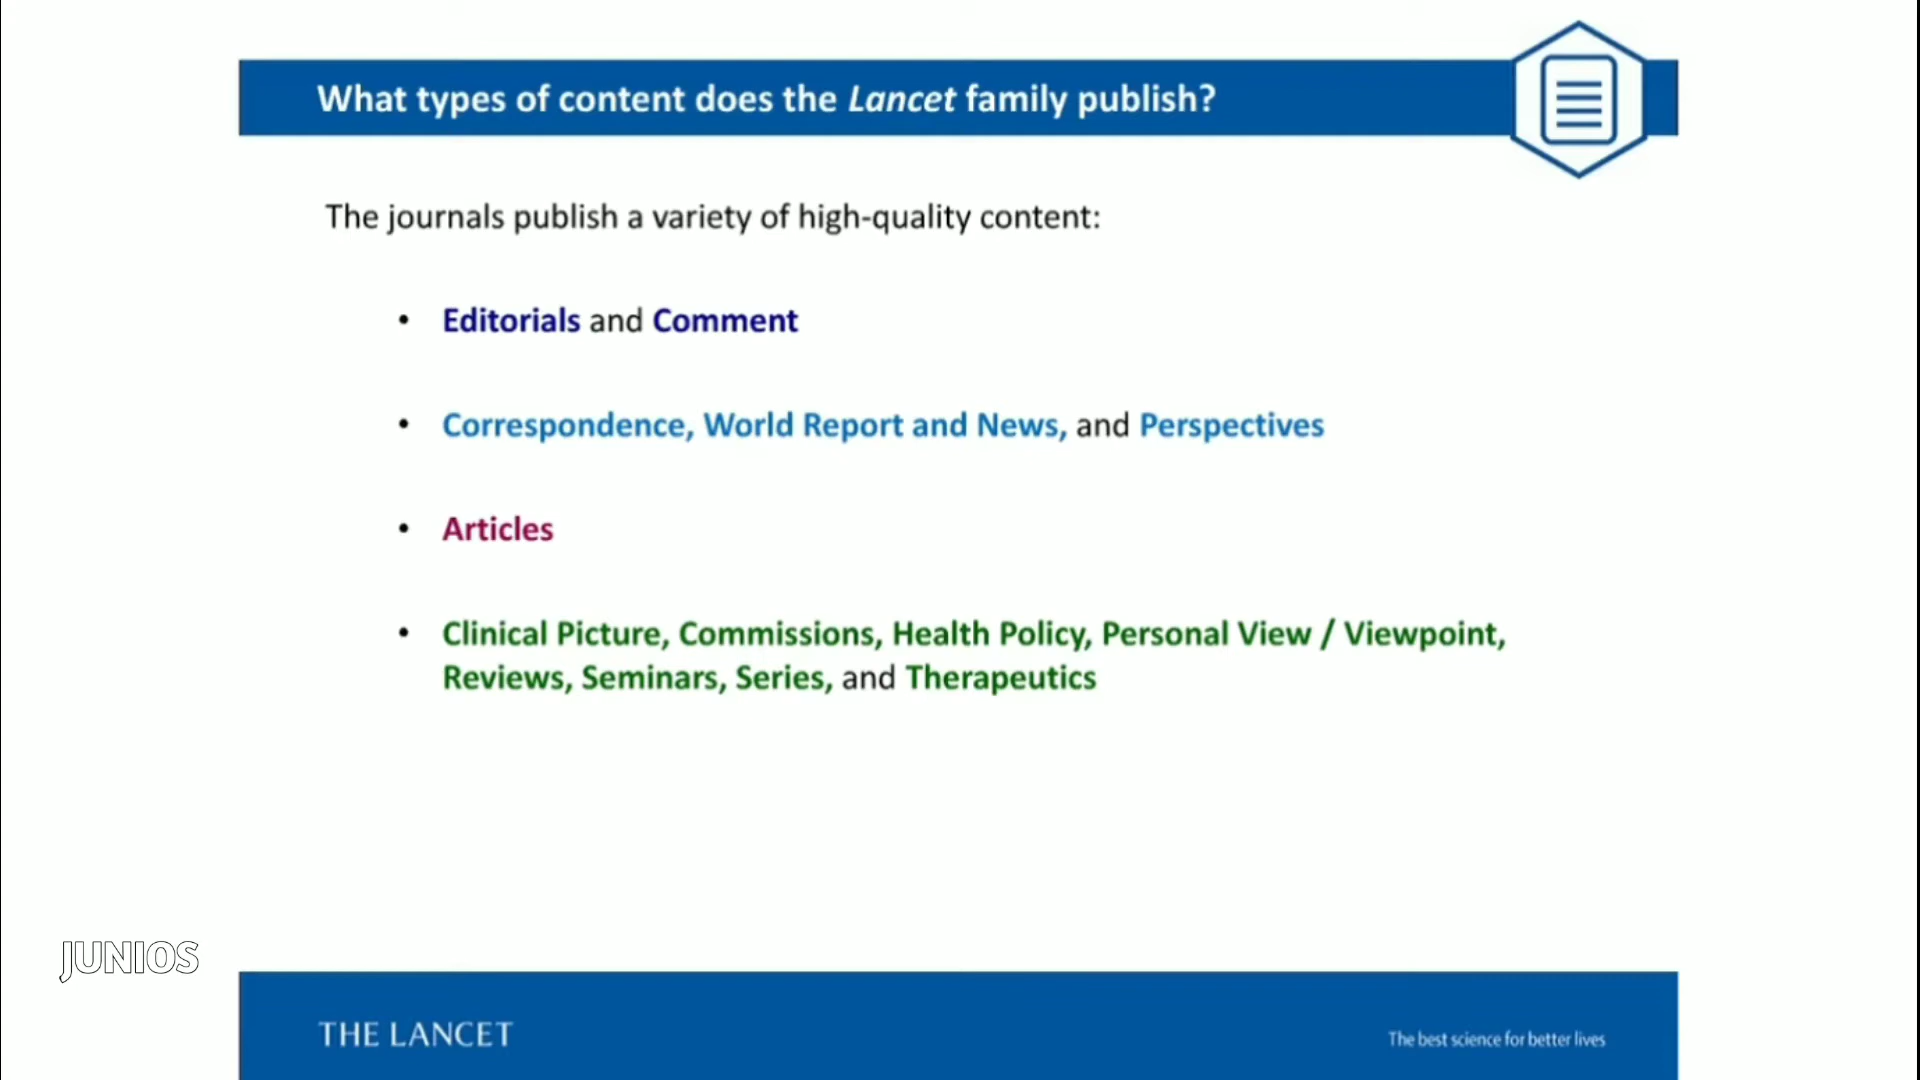 What types of content does the Lancet family publish?
The journals publish a variety of high-quality content:
• Editorials and Comment
• Correspondence, World Report and News, and Perspectives
• Articles
• Clinical Picture, Commissions, Health Policy, Personal View / Viewpoint,
Reviews, Seminars, Series, and Therapeutics
JUNIOS
THE LANCET
The best science for better lives